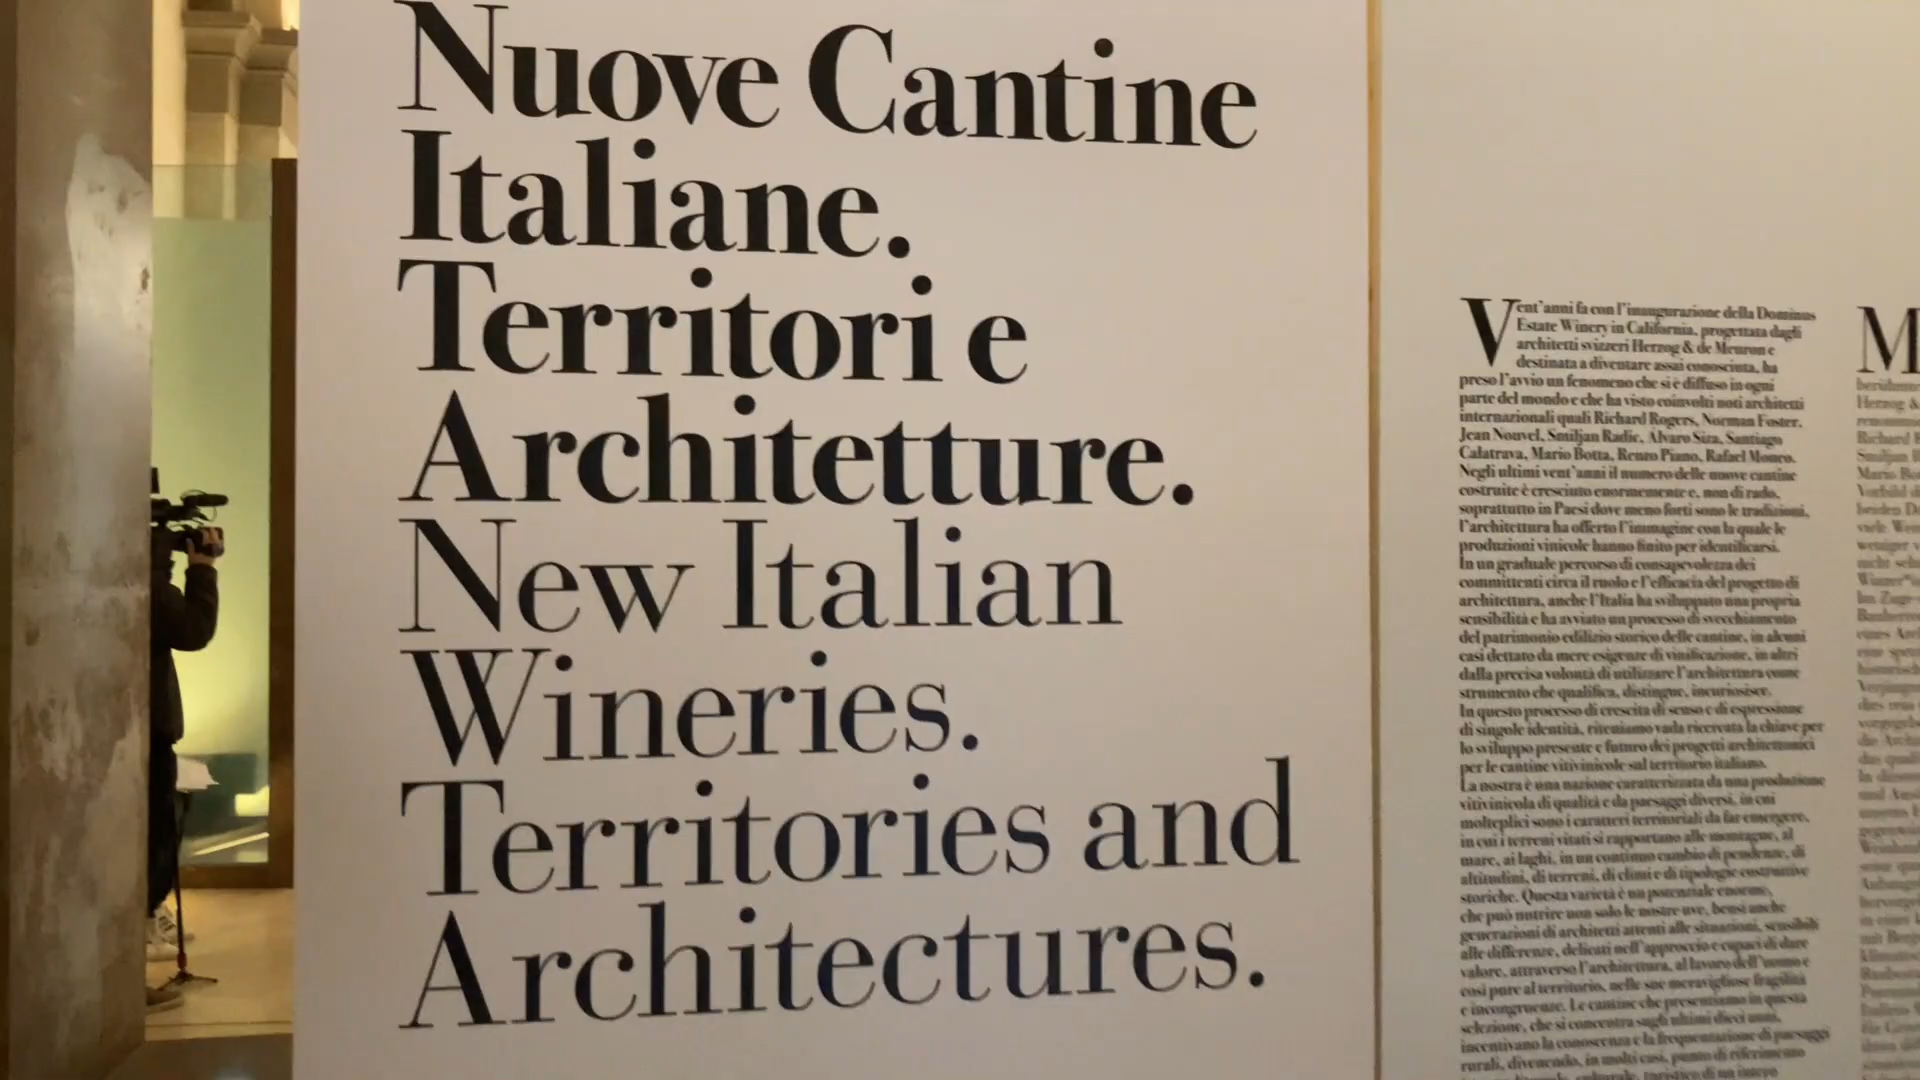 Nuove Cantine
Italiane.
Territori e
Architetture.
New Italian
Wineries.
Territories and
Architectures.
Vent'anni fa con l'inaugurazione della Dominus
Estate Winery in California, progettata dagli
architetti svizzeri Herzog & de Meuron e
destinata a diventare assai conosciuta, ha
preso l'avvio un fenomeno che si è diffuso in ogni
parte del mondo e che ha visto coinvolti noti architetti
internazionali quali Richard Rogers, Norman Foster,
Jean Nouvel, Smiljan Radic, Álvaro Siza, Santiago
Calatrava, Mario Botta, Renzo Piano, Rafael Moneo.
Negli ultimi vent'anni il numero delle nuove cantine
costruite è cresciuto enormemente e, non di rado,
soprattutto in Paesi dove meno forti sono le tradizioni,
l'architettura ha offerto l'immagine con la quale le
produzioni vinicole hanno finito per identificarsi.
In un graduale percorso di consapevolezza dei
committenti circa il ruolo e l'efficacia del progetto di
architettura, anche l'Italia ha sviluppato una propria
sensibilità e ha avviato un processo di svecchiamento
del patrimonio edilizio storico delle cantine, in alcuni
casi dettato da mere esigenze di vinificazione, in altri
dalla precisa volontà di utilizzare l'architettura come
strumento che qualifica, distingue, incuriosisce.
In questo processo di crescita di senso e di espressione
di singole identità, riteniamo vada ricercata la chiave per
lo sviluppo presente e futuro dei progetti architettonici
per le cantine vitivinicole sul territorio italiano.
La nostra è una nazione caratterizzata da una produzione
vitivinicola di qualità e da paesaggi diversi, in cui
molteplici sono i caratteri territoriali da far emergere,
in cui i terreni vitati si rapportano alle montagne, al
mare, ai laghi, in un continuo cambio di pendenze, di
altitudini, di terreni, di climi e di tipologie costruttive
storiche. Questa varietà è un potenziale enorme,
che può nutrire non solo le nostre uve, bensì anche
generazioni di architetti attenti alle situazioni, sensibili
alle differenze, delicati nell'approccio e capaci di dare
valore, attraverso l'architettura, al lavoro dell'uomo e
così pure al territorio, nelle sue meravigliose fragilità
e incongruenze. Le cantine che presentiamo in questa
selezione, che si concentra sugli ultimi dieci anni,
incentivano la conoscenza e la frequentazione di paesaggi
rurali, divenendo, in molti casi, punto di riferimento
culturale, turistico di un intero
M
Herzog &
Richard
Mario